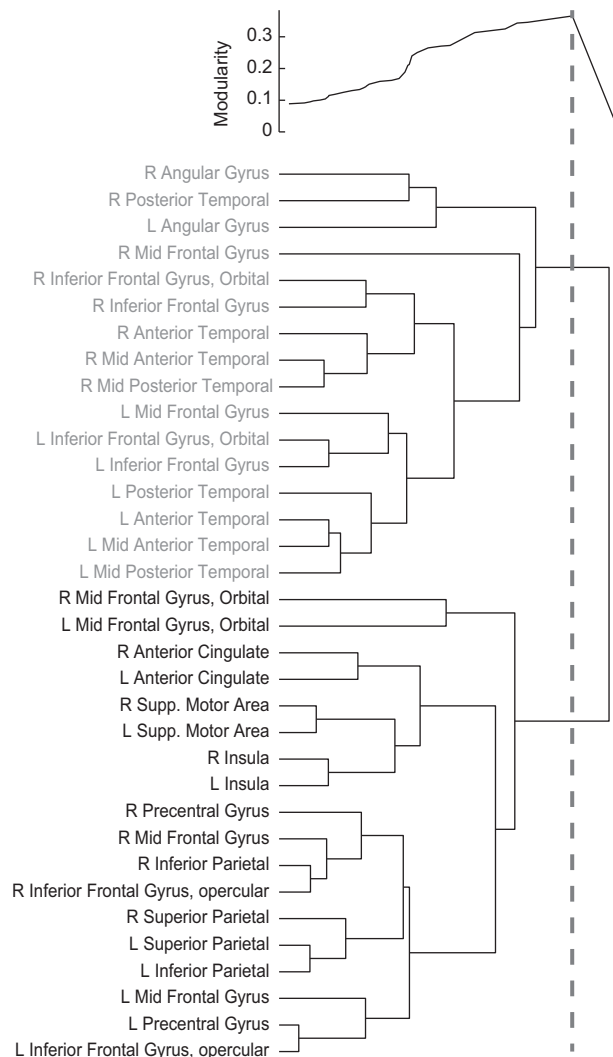 Modularity
0.3
0.2
0.1
0
R Angular Gyrus
R Posterior Temporal
L Angular Gyrus
R Mid Frontal Gyrus
R Inferior Frontal Gyrus, Orbital
R Inferior Frontal Gyrus
R Anterior Temporal
R Mid Anterior Temporal
R Mid Posterior Temporal
L Mid Frontal Gyrus
L Inferior Frontal Gyrus, Orbital
L Inferior Frontal Gyrus
L Posterior Temporal
L Anterior Temporal
L Mid Anterior Temporal
L Mid Posterior Temporal
R Mid Frontal Gyrus, Orbital
L Mid Frontal Gyrus, Orbital
R Anterior Cingulate
L Anterior Cingulate
R Supp. Motor Area
L Supp. Motor Area
R Insula
L Insula
R Precentral Gyrus
R Mid Frontal Gyrus
R Inferior Parietal
R Inferior Frontal Gyrus, opercular
R Superior Parietal
L Superior Parietal
L Inferior Parietal
L Mid Frontal Gyrus
L Precentral Gyrus
L Inferior Frontal Gyrus, opercular